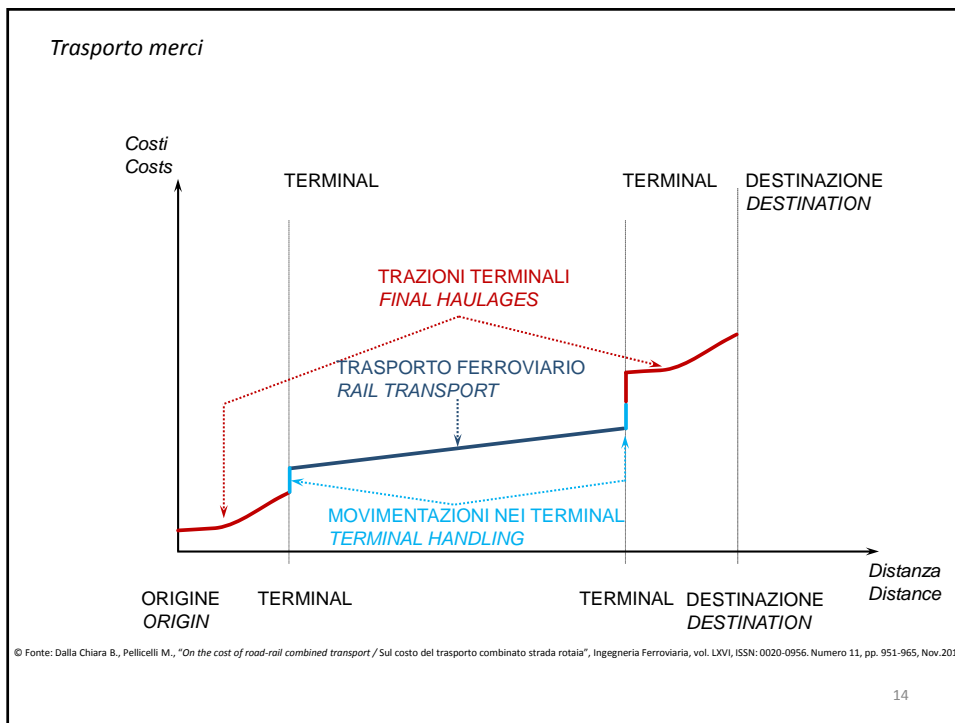 Trasporto merci
Costi
Costs
TERMINAL
TERMINAL
DESTINAZIONE
DESTINATION
TRAZIONI TERMINALI
FINAL HAULAGES
TRASPORTO FERROVIARIO
RAIL TRANSPORT
MOVIMENTAZIONI NEI TERMINAL
TERMINAL HANDLING
Distanza
Distance
ORIGINE
ORIGIN
TERMINAL
TERMINAL
DESTINAZIONE
DESTINATION
© Fonte: Dalla Chiara B., Pellicelli M., "On the cost of road-rail combined transport / Sul costo del trasporto combinato strada rotaia", Ingegneria Ferroviaria, vol. LXVI, ISSN: 0020-0956. Numero 11, pp. 951-965, Nov.201
14